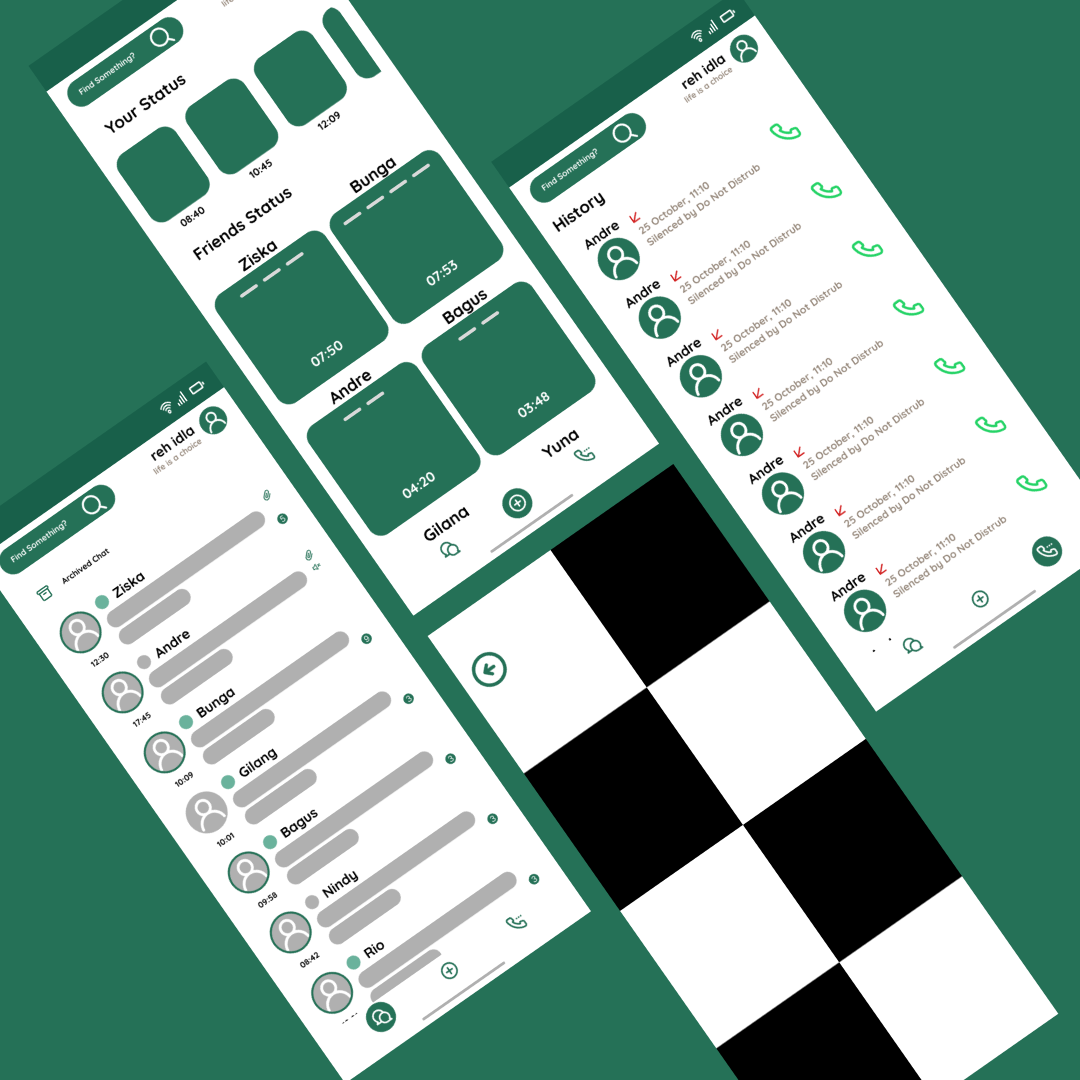 life
Find Something?
Your Status
08:40
10:45
12:09
Friends Status
Ziska
07:50
Bunga
07:53
Andre
04:20
Bagus
03:48
Gilana
Yuna
reh idla
life is a choice
Find Something?
History
Andre
25 October, 11:10
Silenced by Do Not Distrub
Andre
25 October, 11:10
Silenced by Do Not Distrub
Andre
25 October, 11:10
Silenced by Do Not Distrub
Andre
25 October, 11:10
Silenced by Do Not Distrub
Andre
25 October, 11:10
Silenced by Do Not Distrub
Andre
25 October, 11:10
Silenced by Do Not Distrub
Andre
25 October, 11:10
Silenced by Do Not Distrub
reh idla
life is a choice
Find Something?
Archived Chat
Ziska
5
12:30
Andre
17:45
Bunga
9
10:09
Gilang
3
10:01
Bagus
3
09:58
Nindy
3
08:42
Rio
3